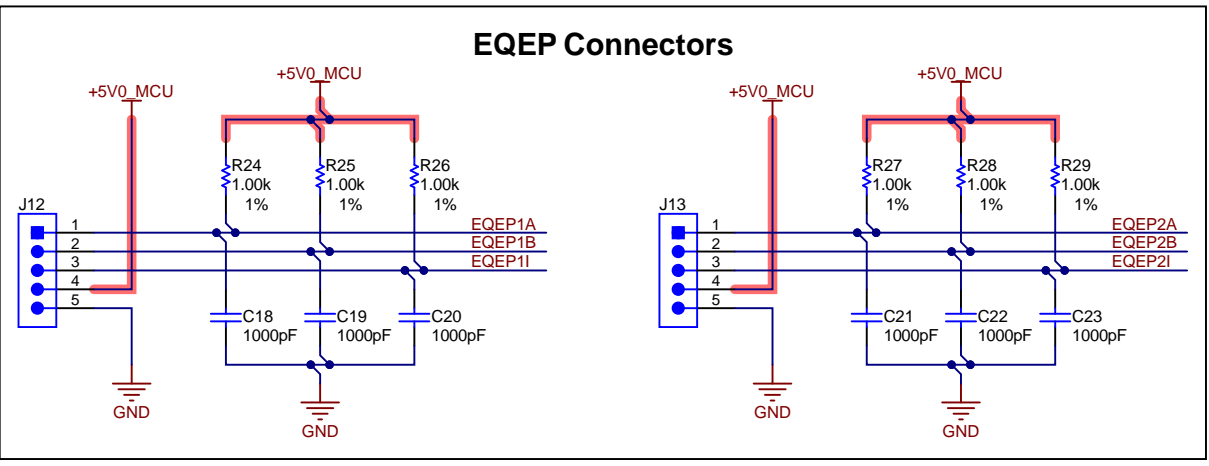 EQEP Connectors
+5V0_MCU
+5V0_MCU
R24
1.00k
1%
R25
1.00k
1%
R26
1.00k
1%
J12
1
2
3
4
5
EQEP1A
EQEP1B
EQEP1I
C18
1000pF
C19
1000pF
C20
1000pF
GND
GND
+5V0_MCU
+5V0_MCU
R27
1.00k
1%
R28
1.00k
1%
R29
1.00k
1%
J13
1
2
3
4
5
EQEP2A
EQEP2B
EQEP2I
C21
1000pF
C22
1000pF
C23
1000pF
GND
GND